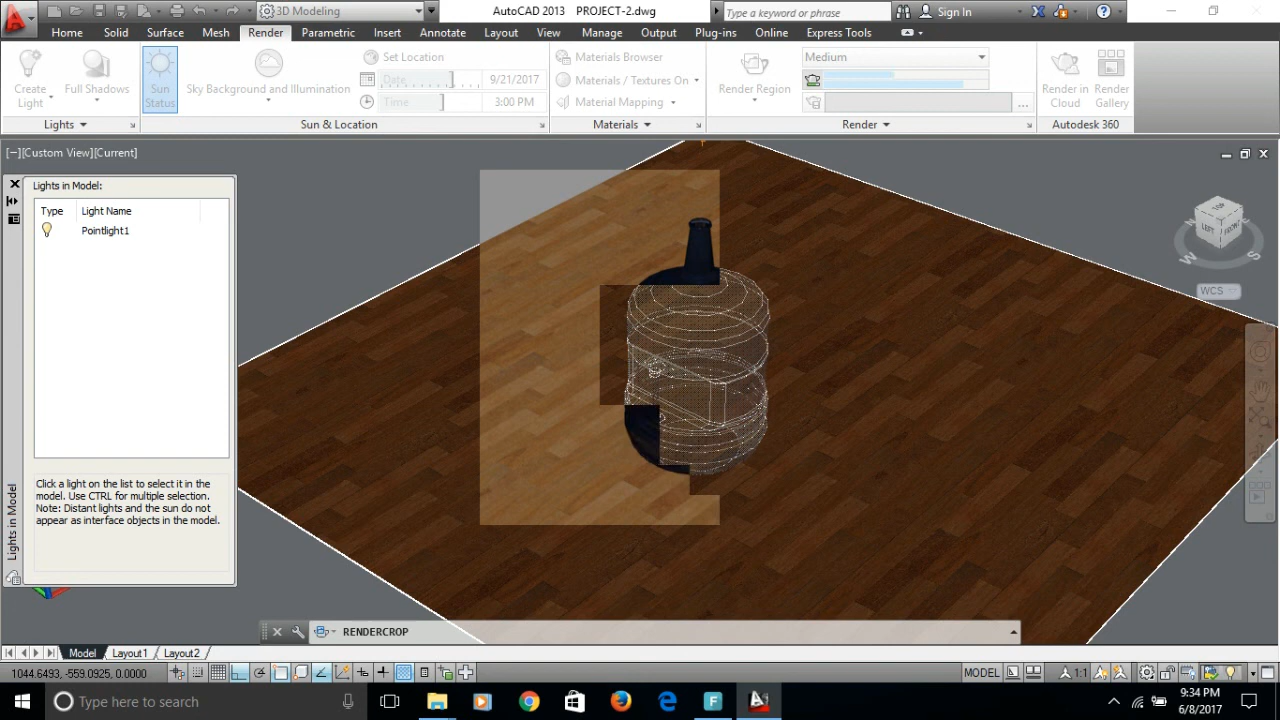 3D Modeling
AutoCAD 2013 PROJECT-2.dwg
Type a keyword or phrase
Sign In
Home Solid Surface Mesh Render Parametric Insert Annotate Layout View Manage Output Plug-ins Online Express Tools
Create Light
Full Shadows
Sun Status
Sky Background and Illumination
Set Location
Date 9/21/2017
Time 3:00 PM
Materials Browser
Materials / Textures On
Material Mapping
Render Region
Medium
Render in Cloud
Render Gallery
Lights
Sun & Location
Materials
Render
Autodesk 360
[−][Custom View][Current]
Lights in Model:
Type Light Name
Pointlight1
Click a light on the list to select it in the
model. Use CTRL for multiple selection.
Note: Distant lights and the sun do not
appear as interface objects in the model.
Lights in Model
TOP
LEFT
FRONT
W
S
WCS
RENDERCROP
Model Layout1 Layout2
1044.6493, -559.0925, 0.0000
MODEL
1:1
Type here to search
9:34 PM
6/8/2017